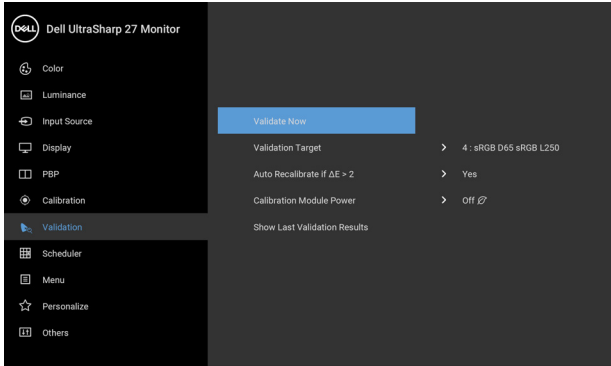 DELL Dell UltraSharp 27 Monitor
Color
Luminance
Input Source
Validate Now
Display
Validation Target > 4 : sRGB D65 sRGB L250
PBP
Auto Recalibrate if ΔE > 2 > Yes
Calibration
Calibration Module Power > Off
Validation
Show Last Validation Results
Scheduler
Menu
Personalize
Others